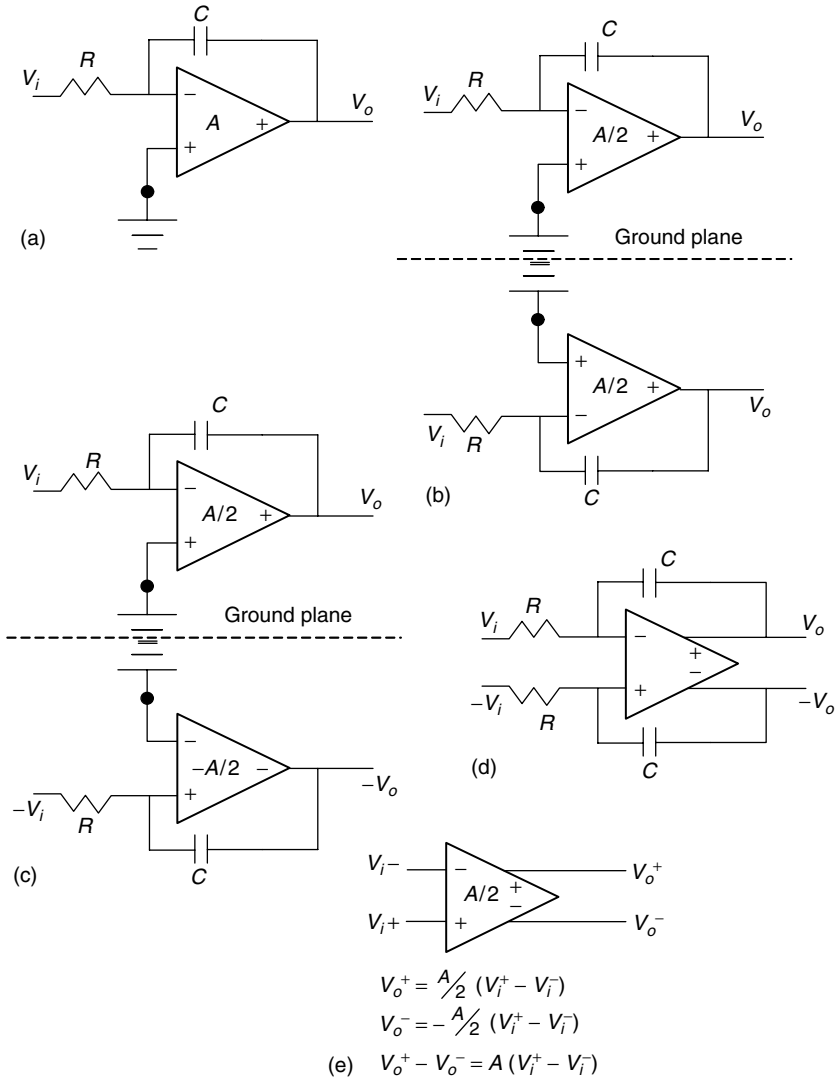 C
R
V_i
−
A
+
V_o
+
(a)
C
R
V_i
−
A/2
+
V_o
+
Ground plane
+
A/2
+
V_o
−
V_i
R
C
(b)
C
R
V_i
−
A/2
+
V_o
+
Ground plane
−
−A/2
−
−V_o
+
−V_i
R
C
(c)
C
R
V_i
−
V_o
+
−
−V_i
+
−V_o
R
C
(d)
V_i−
−
V_o^+
A/2
+
−
V_i+
+
V_o^−
V_o^+ = A/2 (V_i^+ − V_i^−)
V_o^− = − A/2 (V_i^+ − V_i^−)
(e) V_o^+ − V_o^− = A (V_i^+ − V_i^−)